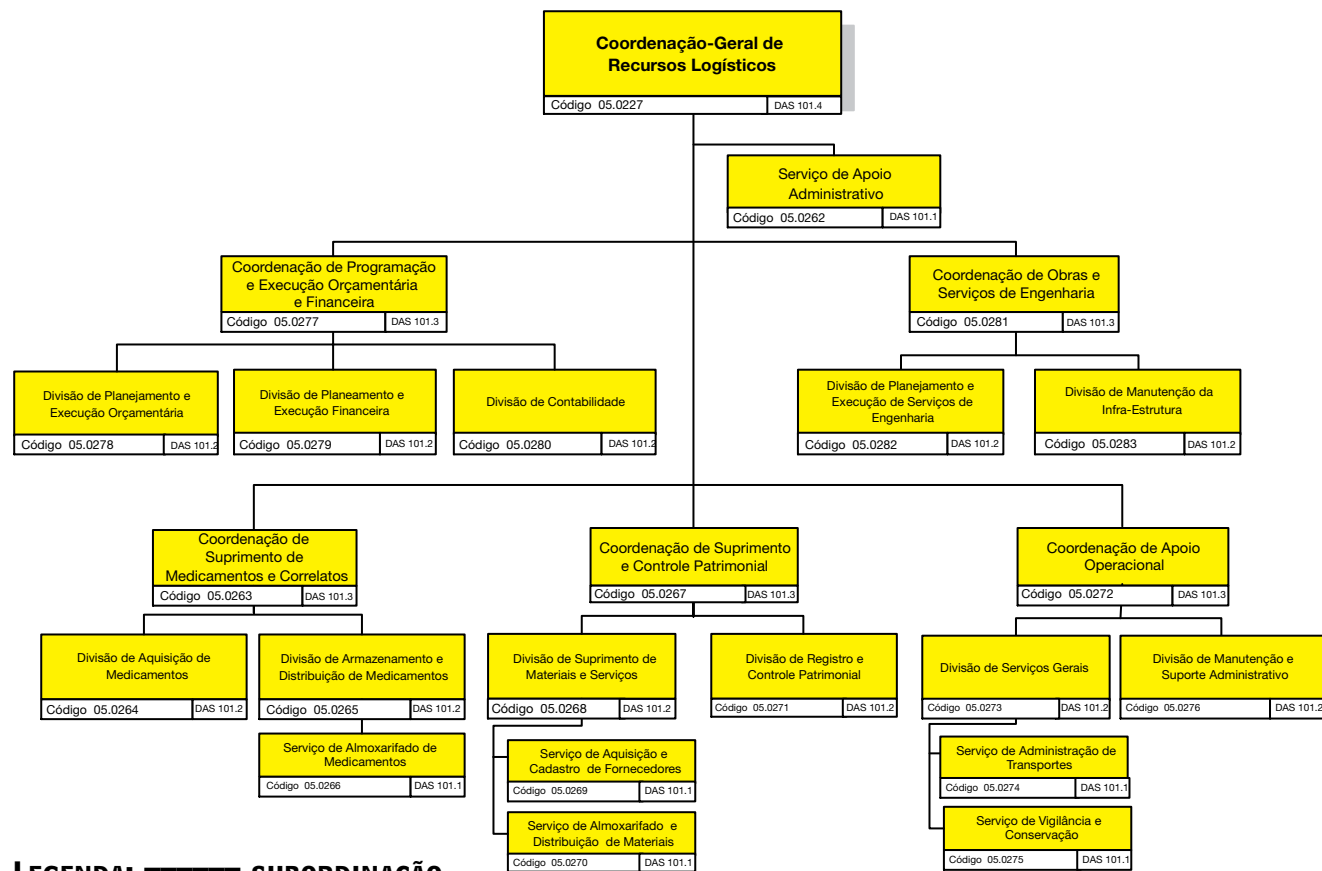 Coordenação-Geral de
Recursos Logísticos
Código 05.0227
DAS 101.4
Serviço de Apoio
Administrativo
Código 05.0262
DAS 101.1
Coordenação de Programação
e Execução Orçamentária
e Financeira
Código 05.0277
DAS 101.3
Coordenação de Obras e
Serviços de Engenharia
Código 05.0281
DAS 101.3
Divisão de Planejamento e
Execução Orçamentária
Código 05.0278
DAS 101.2
Divisão de Planeamento e
Execução Financeira
Código 05.0279
DAS 101.2
Divisão de Contabilidade
Código 05.0280
DAS 101.2
Divisão de Planejamento e
Execução de Serviços de
Engenharia
Código 05.0282
DAS 101.2
Divisão de Manutenção da
Infra-Estrutura
Código 05.0283
DAS 101.2
Coordenação de
Suprimento de
Medicamentos e Correlatos
Código 05.0263
DAS 101.3
Coordenação de Suprimento
e Controle Patrimonial
Código 05.0267
DAS 101.3
Coordenação de Apoio
Operacional
Código 05.0272
DAS 101.3
Divisão de Aquisição de
Medicamentos
Código 05.0264
DAS 101.2
Divisão de Armazenamento e
Distribuição de Medicamentos
Código 05.0265
DAS 101.2
Serviço de Almoxarifado de
Medicamentos
Código 05.0266
DAS 101.1
Divisão de Suprimento de
Materiais e Serviços
Código 05.0268
DAS 101.2
Divisão de Registro e
Controle Patrimonial
Código 05.0271
DAS 101.2
Serviço de Aquisição e
Cadastro de Fornecedores
Código 05.0269
DAS 101.1
Serviço de Almoxarifado e
Distribuição de Materiais
Código 05.0270
DAS 101.1
Divisão de Serviços Gerais
Código 05.0273
DAS 101.2
Divisão de Manutenção e
Suporte Administrativo
Código 05.0276
DAS 101.2
Serviço de Administração de
Transportes
Código 05.0274
DAS 101.1
Serviço de Vigilância e
Conservação
Código 05.0275
DAS 101.1
LEGENDA: SUBORDINAÇÃO